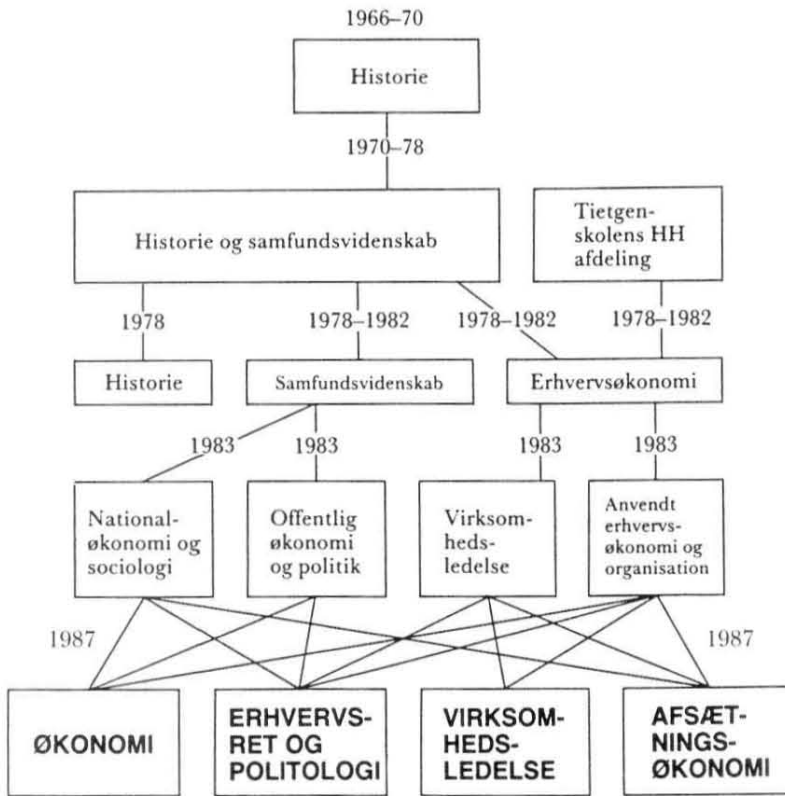 1966–70
Historie
1970–78
Historie og samfundsvidenskab
Tietgen-
skolens HH
afdeling
1978
1978–1982
1978–1982
1978–1982
Historie
Samfundsvidenskab
Erhvervsøkonomi
1983
1983
1983
1983
National-
økonomi og
sociologi
Offentlig
økonomi
og politik
Virksom-
heds-
ledelse
Anvendt
erhvervs-
økonomi og
organisation
1987
1987
ØKONOMI
ERHVERVS-
RET OG
POLITOLOGI
VIRKSOM-
HEDS-
LEDELSE
AFSÆT-
NINGS-
ØKONOMI